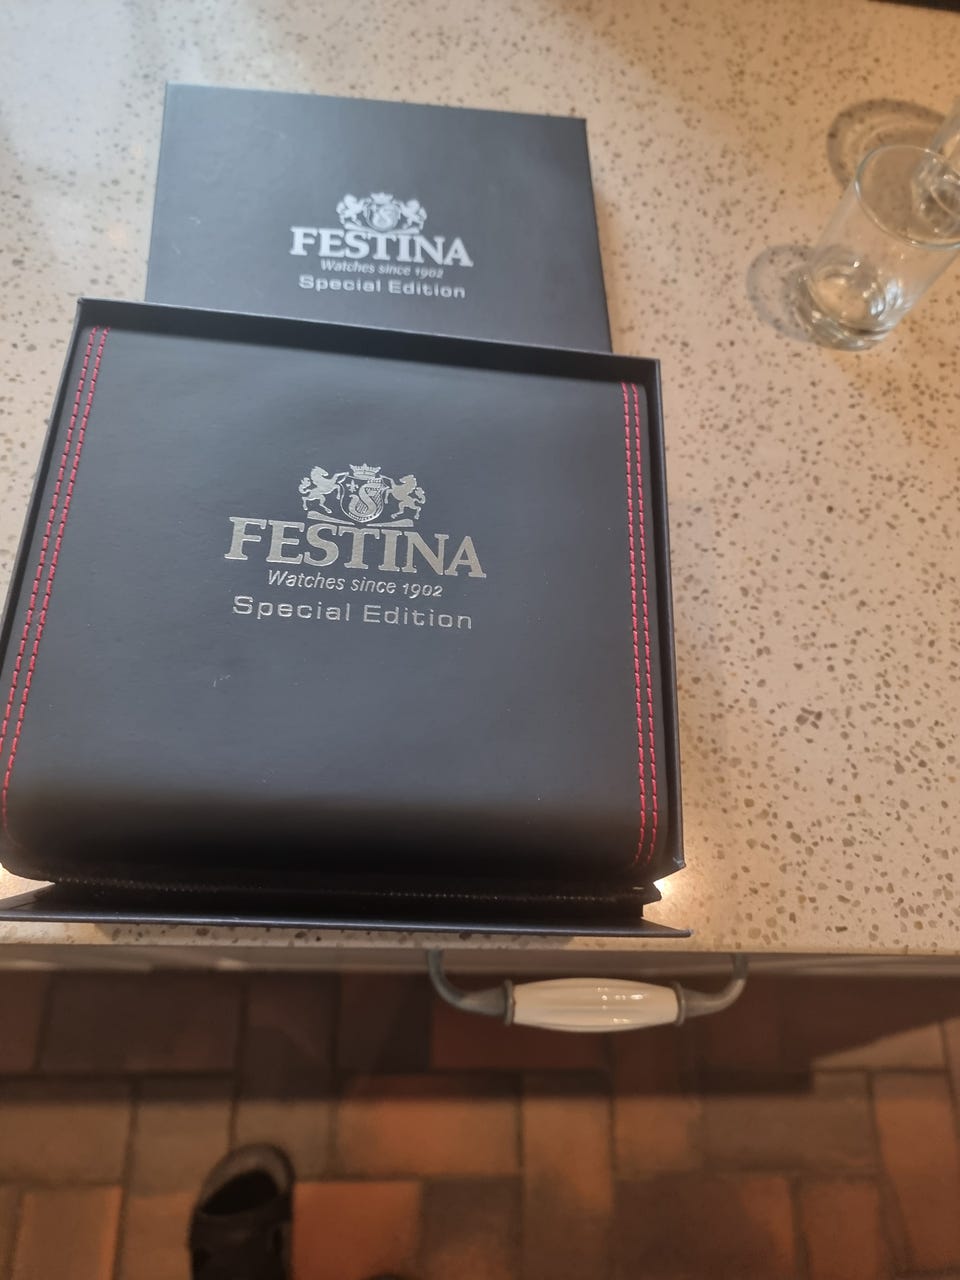 FESTINA
Watches since 1902
Special Edition
FESTINA
Watches since 1902
Special Edition